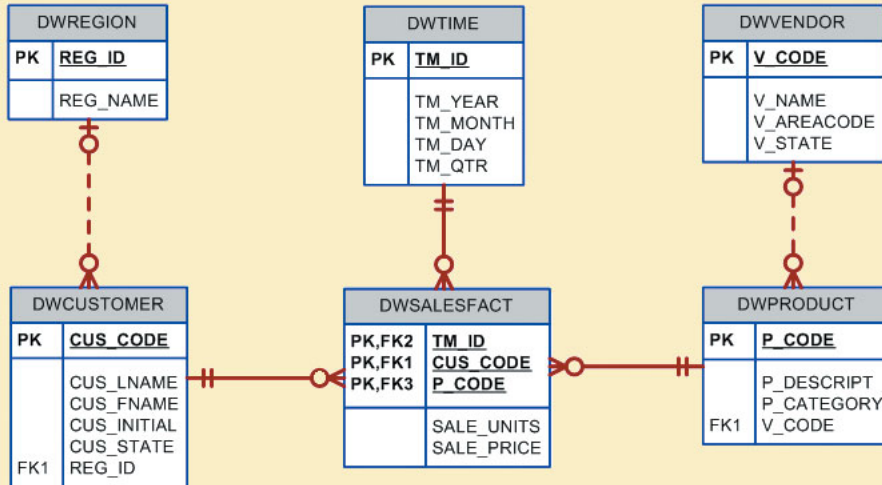 DWREGION
PK REG_ID
REG_NAME
DWTIME
PK TM_ID
TM_YEAR
TM_MONTH
TM_DAY
TM_QTR
DWVENDOR
PK V_CODE
V_NAME
V_AREACODE
V_STATE
DWCUSTOMER
PK CUS_CODE
CUS_LNAME
CUS_FNAME
CUS_INITIAL
CUS_STATE
FK1 REG_ID
DWSALESFACT
PK,FK2 TM_ID
PK,FK1 CUS_CODE
PK,FK3 P_CODE
SALE_UNITS
SALE_PRICE
DWPRODUCT
PK P_CODE
P_DESCRIPT
P_CATEGORY
FK1 V_CODE